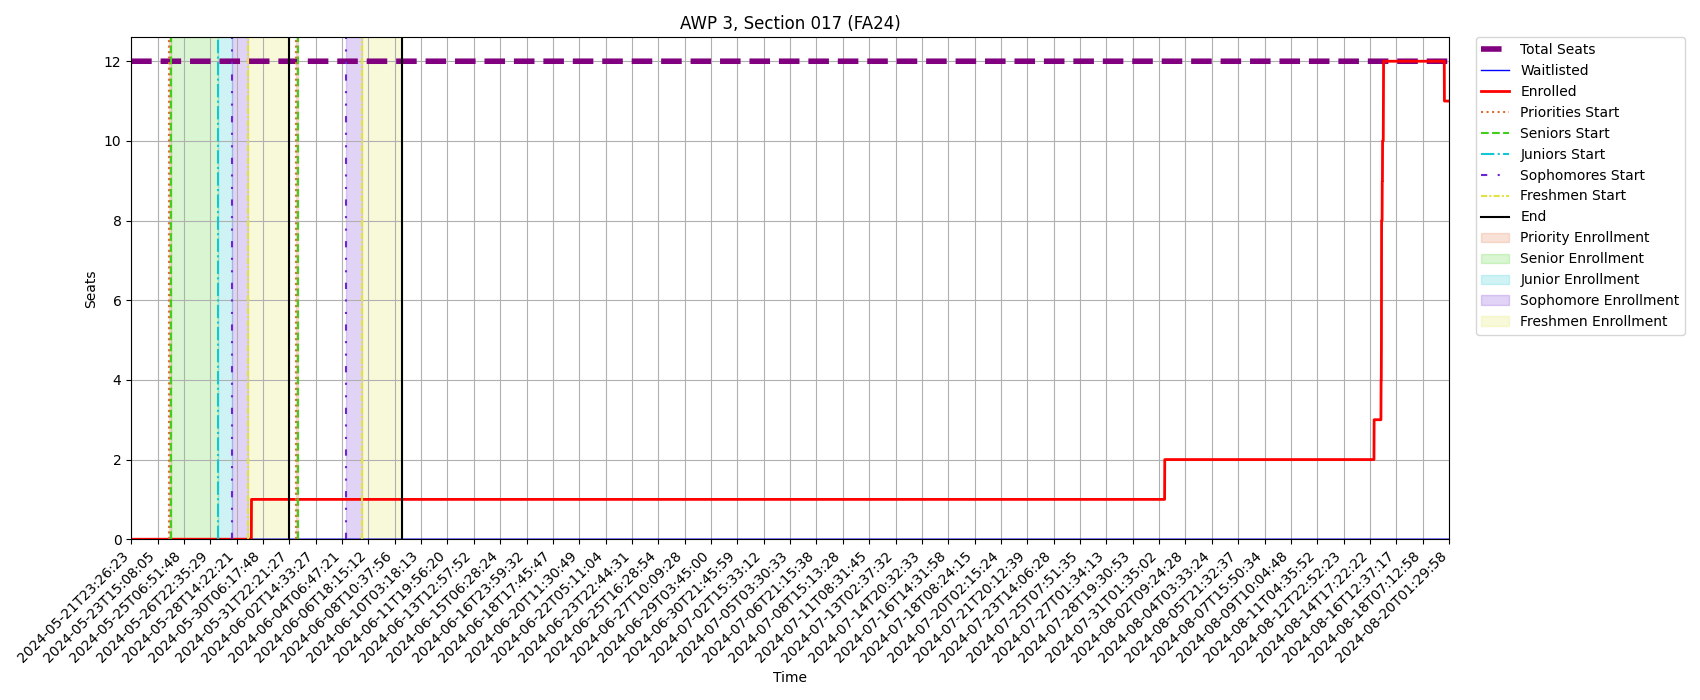 AWP 3, Section 017 (FA24)
Total Seats
Waitlisted
Enrolled
Priorities Start
Seniors Start
Juniors Start
Sophomores Start
Freshmen Start
End
Priority Enrollment
Senior Enrollment
Junior Enrollment
Sophomore Enrollment
Freshmen Enrollment
Seats
12
10
8
6
4
2
0
2024-05-21T23:26:23
2024-05-23T15:08:05
2024-05-25T06:51:48
2024-05-26T22:35:29
2024-05-28T14:22:21
2024-05-30T06:17:48
2024-05-31T22:21:27
2024-06-02T14:33:27
2024-06-04T06:47:21
2024-06-06T18:15:12
2024-06-08T10:37:56
2024-06-10T03:18:13
2024-06-11T19:56:20
2024-06-13T12:57:52
2024-06-15T06:28:24
2024-06-16T23:59:32
2024-06-18T17:45:47
2024-06-20T11:30:49
2024-06-22T05:11:04
2024-06-23T22:44:31
2024-06-25T16:28:54
2024-06-27T10:09:28
2024-06-29T03:45:00
2024-06-30T21:45:59
2024-07-02T15:33:12
2024-07-05T03:30:33
2024-07-06T21:15:38
2024-07-08T15:13:28
2024-07-11T08:31:45
2024-07-13T02:37:32
2024-07-14T20:32:33
2024-07-16T14:31:58
2024-07-18T08:24:15
2024-07-20T02:15:24
2024-07-21T20:12:39
2024-07-23T14:06:28
2024-07-25T07:51:35
2024-07-27T01:34:13
2024-07-28T19:30:53
2024-07-31T01:35:02
2024-08-02T09:24:28
2024-08-04T03:33:24
2024-08-05T21:32:37
2024-08-07T15:50:34
2024-08-09T10:04:48
2024-08-11T04:35:52
2024-08-12T22:52:23
2024-08-14T17:22:22
2024-08-16T12:37:17
2024-08-18T07:12:58
2024-08-20T01:29:58
Time